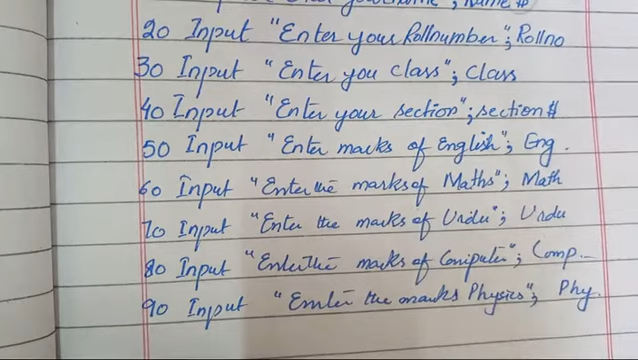 ; Name $
20 Input "Enter your Rollnumber"; Rollno
30 Input "Enter you class"; Class
40 Input "Enter your section"; section $
50 Input "Enter marks of English"; Eng.
60 Input "Enter the marks of Maths"; Math
70 Input "Enter the marks of Urdu"; Urdu
80 Input "Enter the marks of Computer"; Comp.
90 Input "Emter the marks Physics"; Phy.